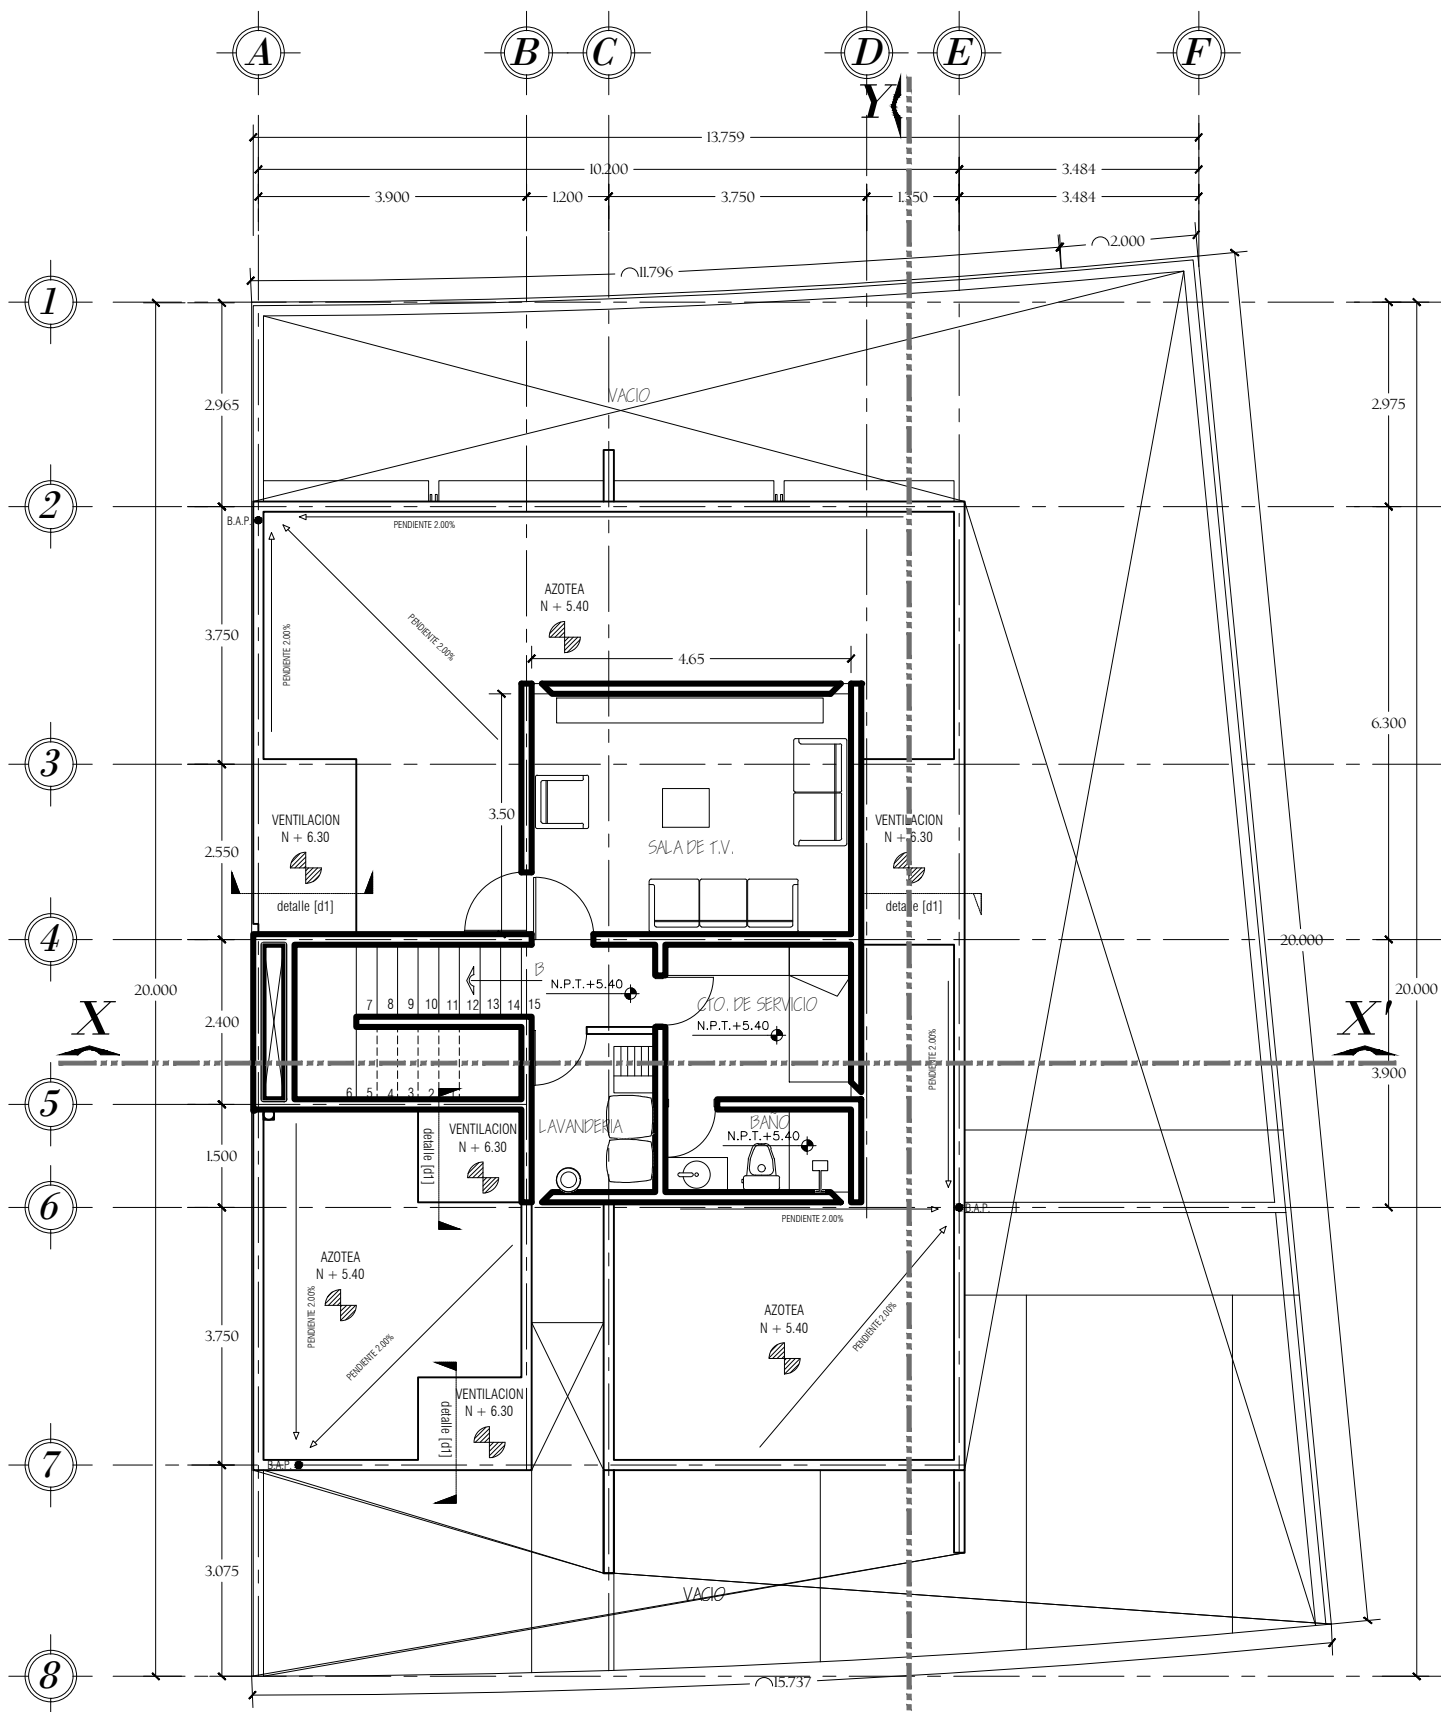 A B C D E F
Y
13.759
10.200 3.484
3.900 1.200 3.750 1.350 3.484
2.000
11.796
1
2.965
VACIO
2.975
2
B.A.P.
PENDIENTE 2.00%
AZOTEA
N + 5.40
3.750
PENDIENTE 2.00%
PENDIENTE 2.00%
4.65
6.300
3
3.50
VENTILACION
N + 6.30
SALA DE T.V.
VENTILACION
N + 6.30
2.550
detalle [d1]
detalle [d1]
4
20.000
B
N.P.T.+5.40
20.000
20.000
7 8 9 10 11 12 13 14 15
CTO. DE SERVICIO
N.P.T.+5.40
2.400
X
X'
PENDIENTE 2.00%
3.900
6 5 4 3 2 1
5
LAVANDERIA
BAÑO
N.P.T.+5.40
VENTILACION
N + 6.30
detalle [d1]
1.500
6
B.A.P.
PENDIENTE 2.00%
AZOTEA
N + 5.40
PENDIENTE 2.00%
PENDIENTE 2.00%
AZOTEA
N + 5.40
PENDIENTE 2.00%
3.750
VENTILACION
N + 6.30
detalle [d1]
7
B.A.P.
3.075
VACIO
8
15.737